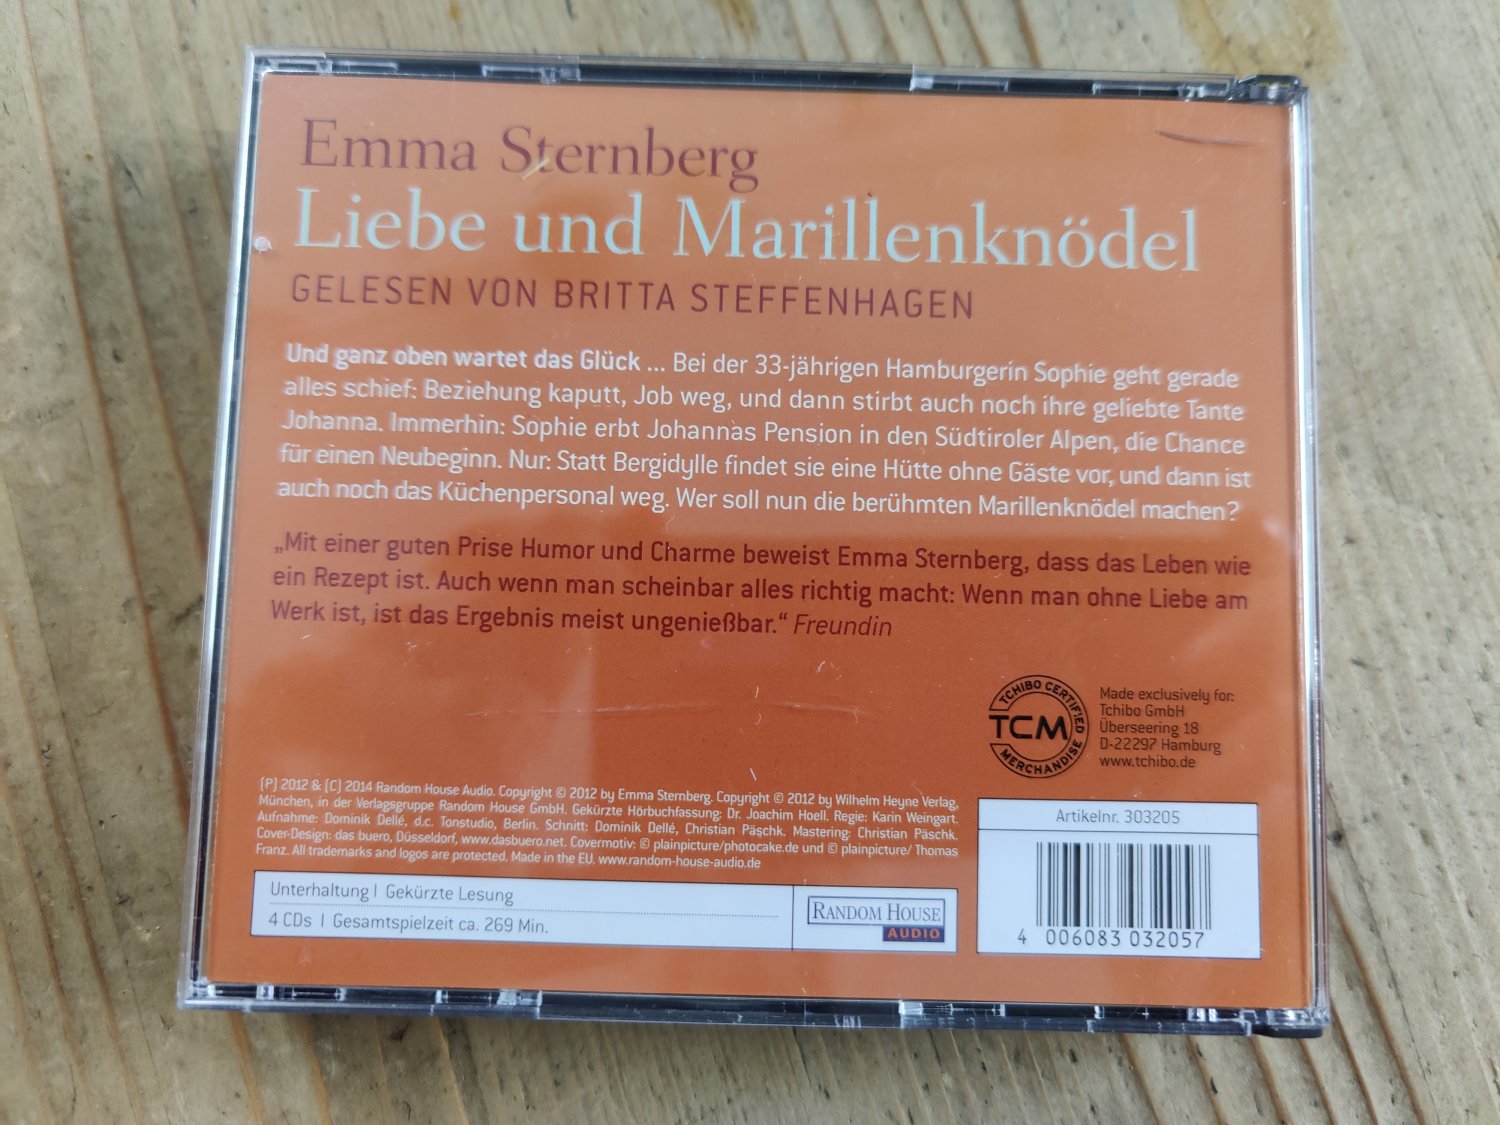 Emma Sternberg
Liebe und Marillenknödel
GELESEN VON BRITTA STEFFENHAGEN
Und ganz oben wartet das Glück ... Bei der 33-jährigen Hamburgerin Sophie geht gerade
alles schief: Beziehung kaputt, Job weg, und dann stirbt auch noch ihre geliebte Tante
Johanna. Immerhin: Sophie erbt Johannas Pension in den Südtiroler Alpen, die Chance
für einen Neubeginn. Nur: Statt Bergidylle findet sie eine Hütte ohne Gäste vor, und dann ist
auch noch das Küchenpersonal weg. Wer soll nun die berühmten Marillenknödel machen?
„Mit einer guten Prise Humor und Charme beweist Emma Sternberg, dass das Leben wie
ein Rezept ist. Auch wenn man scheinbar alles richtig macht: Wenn man ohne Liebe am
Werk ist, ist das Ergebnis meist ungenießbar.“ Freundin
TCHIBO CERTIFIED
TCM
MERCHANDISE
Made exclusively for:
Tchibo GmbH
Überseering 18
D-22297 Hamburg
www.tchibo.de
(P) 2012 & (C) 2014 Random House Audio. Copyright © 2012 by Emma Sternberg. Copyright © 2012 by Wilhelm Heyne Verlag,
München, in der Verlagsgruppe Random House GmbH. Gekürzte Hörbuchfassung: Dr. Joachim Hoell. Regie: Karin Weingart.
Aufnahme: Dominik Dellé, d.c. Tonstudio, Berlin. Schnitt: Dominik Dellé, Christian Päschk. Mastering: Christian Päschk.
Cover-Design: das buero, Düsseldorf, www.dasbuero.net. Covermotiv: © plainpicture/photocake.de und © plainpicture/ Thomas
Franz. All trademarks and logos are protected. Made in the EU. www.random-house-audio.de
Unterhaltung | Gekürzte Lesung
4 CDs | Gesamtspielzeit ca. 269 Min.
RANDOM HOUSE
AUDIO
Artikelnr. 303205
4 006083 032057